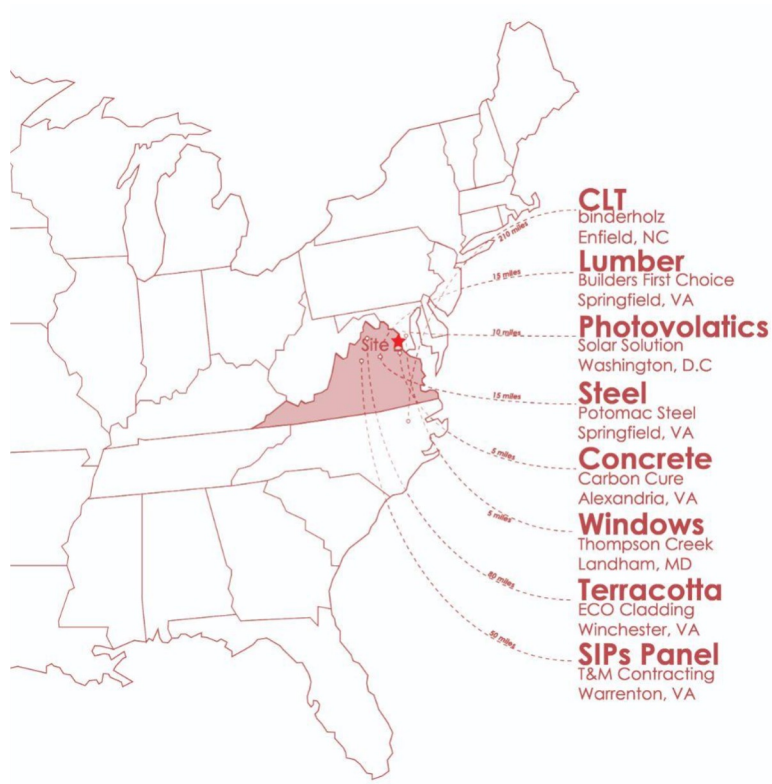 CLT
binderholz
Enfield, NC
210 miles
Lumber
Builders First Choice
Springfield, VA
15 miles
Photovolatics
Solar Solution
Washington, D.C
10 miles
Site
Steel
Potomac Steel
Springfield, VA
15 miles
Concrete
Carbon Cure
Alexandria, VA
5 miles
Windows
Thompson Creek
Landham, MD
5 miles
Terracotta
ECO Cladding
Winchester, VA
80 miles
SIPs Panel
T&M Contracting
Warrenton, VA
50 miles